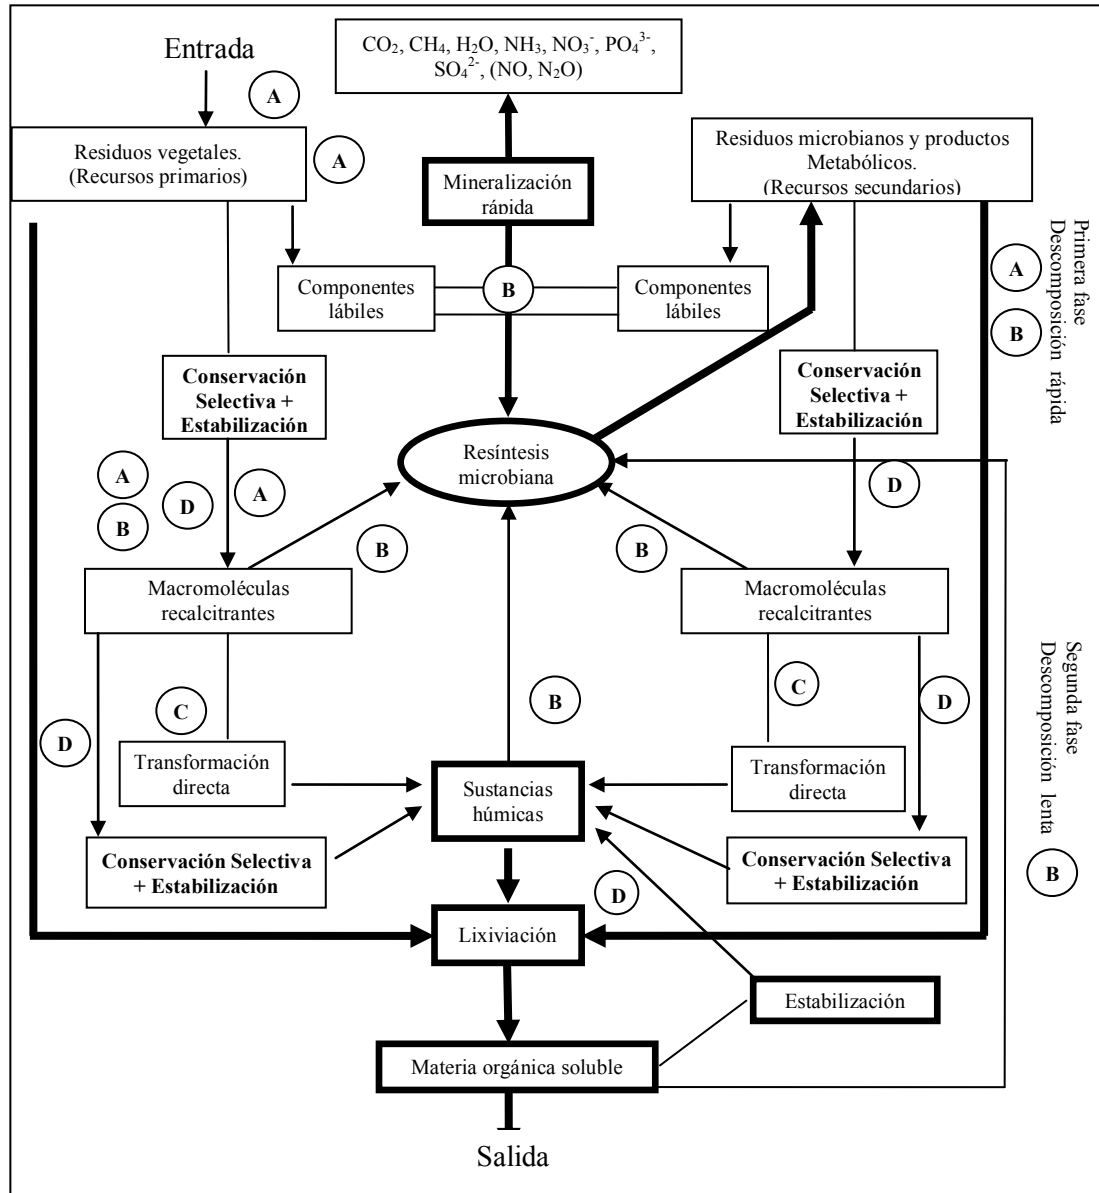 Entrada
CO₂, CH₄, H₂O, NH₃, NO₃⁻, PO₄³⁻,
SO₄²⁻, (NO, N₂O)
A
Residuos vegetales.
(Recursos primarios)
A
Mineralización
rápida
Residuos microbianos y productos
Metabólicos.
(Recursos secundarios)
Primera fase
Descomposición rápida
A
B
Componentes
lábiles
B
Componentes
lábiles
Conservación
Selectiva +
Estabilización
Conservación
Selectiva +
Estabilización
Resíntesis
microbiana
A
B
D
A
B
B
D
Macromoléculas
recalcitrantes
Macromoléculas
recalcitrantes
Segunda fase
Descomposición lenta
B
D
C
B
C
D
Transformación
directa
Sustancias
húmicas
Transformación
directa
Conservación Selectiva
+ Estabilización
Conservación Selectiva
+ Estabilización
D
Lixiviación
Estabilización
Materia orgánica soluble
Salida